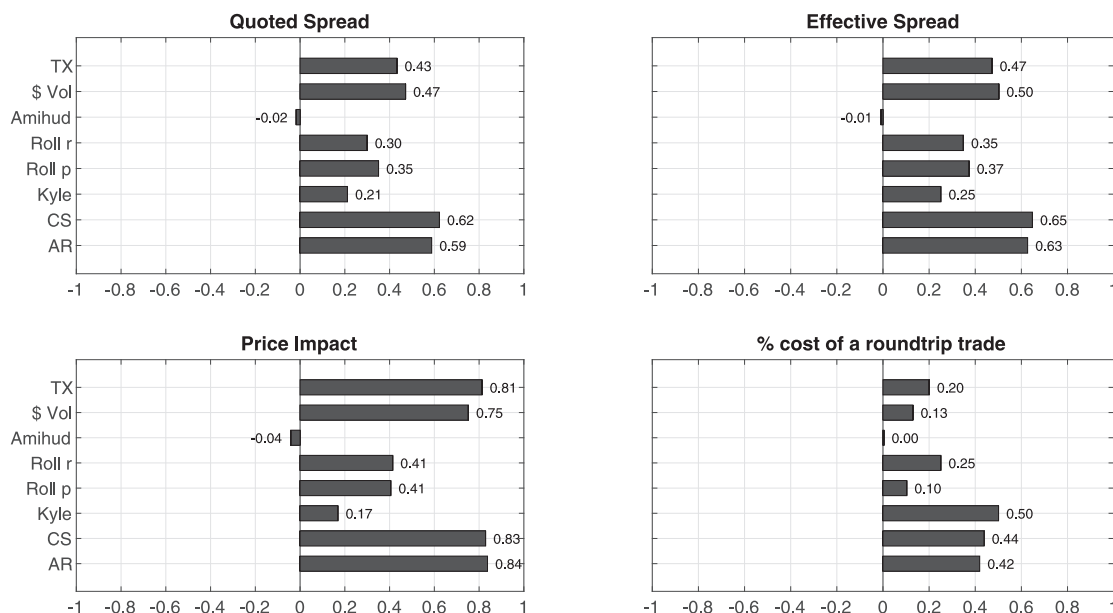 Quoted Spread
TX 0.43
$ Vol 0.47
Amihud -0.02
Roll r 0.30
Roll p 0.35
Kyle 0.21
CS 0.62
AR 0.59
-1 -0.8 -0.6 -0.4 -0.2 0 0.2 0.4 0.6 0.8 1
Effective Spread
0.47
0.50
-0.01
0.35
0.37
0.25
0.65
0.63
-1 -0.8 -0.6 -0.4 -0.2 0 0.2 0.4 0.6 0.8 1
Price Impact
TX 0.81
$ Vol 0.75
Amihud -0.04
Roll r 0.41
Roll p 0.41
Kyle 0.17
CS 0.83
AR 0.84
-1 -0.8 -0.6 -0.4 -0.2 0 0.2 0.4 0.6 0.8 1
% cost of a roundtrip trade
0.20
0.13
0.00
0.25
0.10
0.50
0.44
0.42
-1 -0.8 -0.6 -0.4 -0.2 0 0.2 0.4 0.6 0.8 1